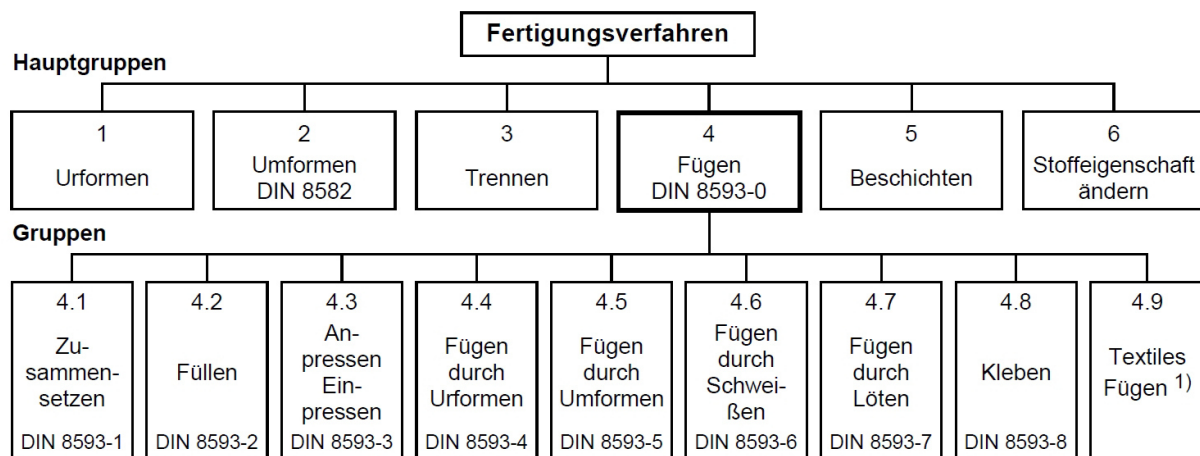 Fertigungsverfahren
Hauptgruppen
1
Urformen
2
Umformen
DIN 8582
3
Trennen
4
Fügen
DIN 8593-0
5
Beschichten
6
Stoffeigenschaft
ändern
Gruppen
4.1
Zu-
sammen-
setzen
DIN 8593-1
4.2
Füllen
DIN 8593-2
4.3
An-
pressen
Ein-
pressen
DIN 8593-3
4.4
Fügen
durch
Urformen
DIN 8593-4
4.5
Fügen
durch
Umformen
DIN 8593-5
4.6
Fügen
durch
Schwei-
ßen
DIN 8593-6
4.7
Fügen
durch
Löten
DIN 8593-7
4.8
Kleben
DIN 8593-8
4.9
Textiles
Fügen 1)